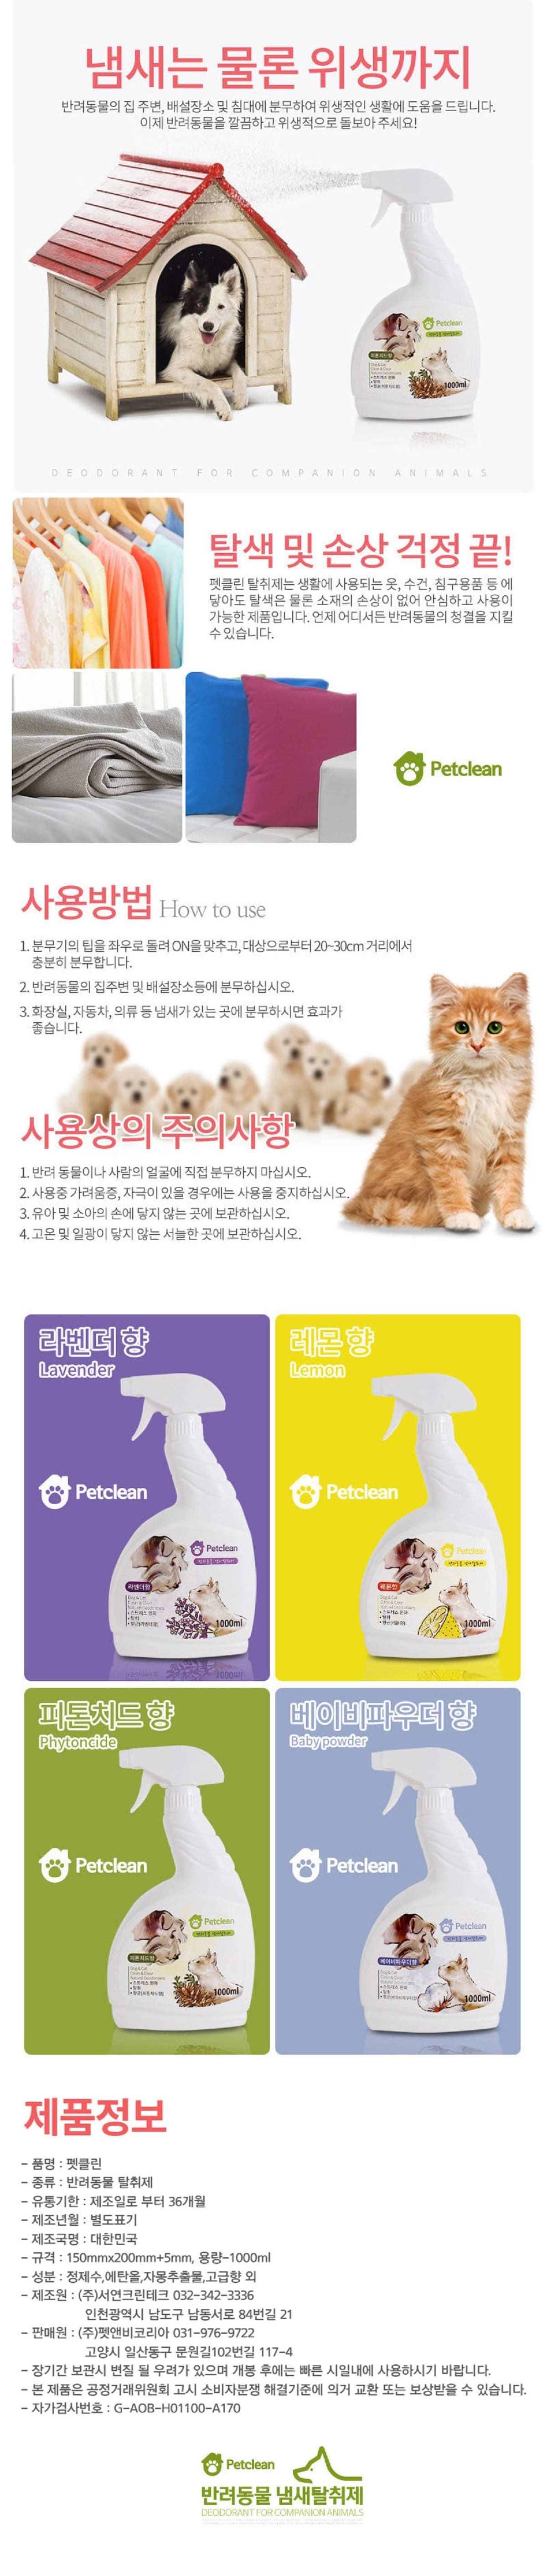 냄새는 물론 위생까지
반려동물의 집 주변, 배설장소 및 침대에 분무하여 위생적인 생활에 도움을 드립니다.
이제 반려동물을 깔끔하고 위생적으로 돌보아 주세요!
Petclean
1000ml
DEODORANT FOR COMPANION ANIMALS
탈색 및 손상 걱정 끝!
펫클린 탈취제는 생활에 사용되는 옷, 수건, 침구용품 등 에
닿아도 탈색은 물론 소재의 손상이 없어 안심하고 사용이
가능한 제품입니다. 언제 어디서든 반려동물의 청결을 지킬
수 있습니다.
Petclean
사용방법 How to use
1. 분무기의 팁을 좌우로 돌려 ON을 맞추고, 대상으로부터 20~30cm 거리에서
충분히 분무합니다.
2. 반려동물의 집주변 및 배설장소등에 분무하십시오.
3. 화장실, 자동차, 의류 등 냄새가 있는 곳에 분무하시면 효과가
좋습니다.
사용상의 주의사항
1. 반려 동물이나 사람의 얼굴에 직접 분무하지 마십시오.
2. 사용중 가려움증, 자극이 있을 경우에는 사용을 중지하십시오.
3. 유아 및 소아의 손에 닿지 않는 곳에 보관하십시오.
4. 고온 및 일광이 닿지 않는 서늘한 곳에 보관하십시오.
라벤더 향
Lavender
Petclean
Petclean
라벤더향
1000ml
레몬 향
Lemon
Petclean
Petclean
레몬향
1000ml
피톤치드 향
Phytoncide
Petclean
Petclean
피톤치드향
1000ml
베이비파우더 향
Baby powder
Petclean
Petclean
베이비파우더향
1000ml
제품정보
- 품명 : 펫클린
- 종류 : 반려동물 탈취제
- 유통기한 : 제조일로 부터 36개월
- 제조년월 : 별도표기
- 제조국명 : 대한민국
- 규격 : 150mmx200mm+5mm, 용량-1000ml
- 성분 : 정제수,에탄올,자몽추출물,고급향 외
- 제조원 : (주)서연크린테크 032-342-3336
인천광역시 남도구 남동서로 84번길 21
- 판매원 : (주)펫앤비코리아 031-976-9722
고양시 일산동구 문원길102번길 117-4
- 장기간 보관시 변질 될 우려가 있으며 개봉 후에는 빠른 시일내에 사용하시기 바랍니다.
- 본 제품은 공정거래위원회 고시 소비자분쟁 해결기준에 의거 교환 또는 보상받을 수 있습니다.
- 자가검사번호 : G-AOB-H01100-A170
Petclean
반려동물 냄새탈취제
DEODORANT FOR COMPANION ANIMALS